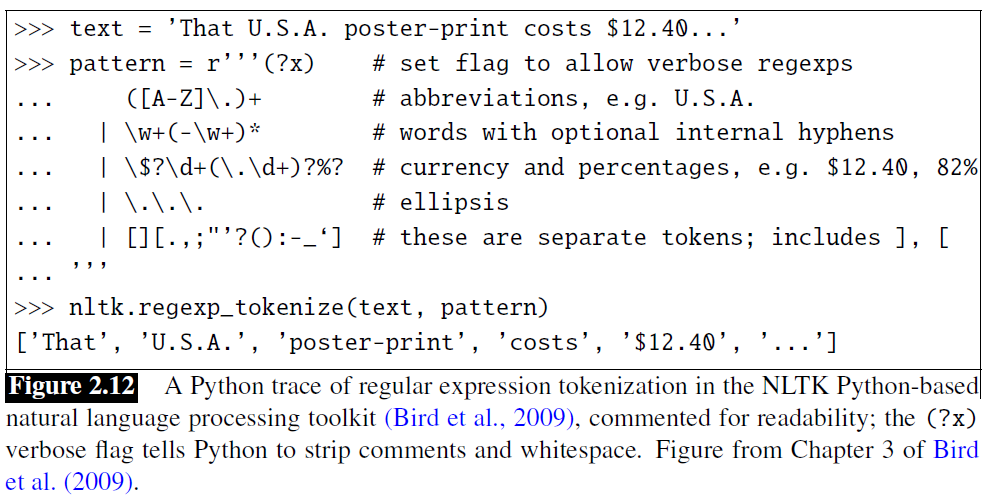 >>> text = ’That U.S.A. poster-print costs $12.40...’
>>> pattern = r’’’(?x)    # set flag to allow verbose regexps
...     ([A-Z]\.)+        # abbreviations, e.g. U.S.A.
...   | \w+(-\w+)*        # words with optional internal hyphens
...   | \$?\d+(\.\d+)?%?  # currency and percentages, e.g. $12.40, 82%
...   | \.\.\.            # ellipsis
...   | [][.,;"’?():-_‘]  # these are separate tokens; includes ], [
... ’’’
>>> nltk.regexp_tokenize(text, pattern)
[’That’, ’U.S.A.’, ’poster-print’, ’costs’, ’$12.40’, ’...’]
Figure 2.12 A Python trace of regular expression tokenization in the NLTK Python-based
natural language processing toolkit (Bird et al., 2009), commented for readability; the (?x)
verbose flag tells Python to strip comments and whitespace. Figure from Chapter 3 of Bird
et al. (2009).